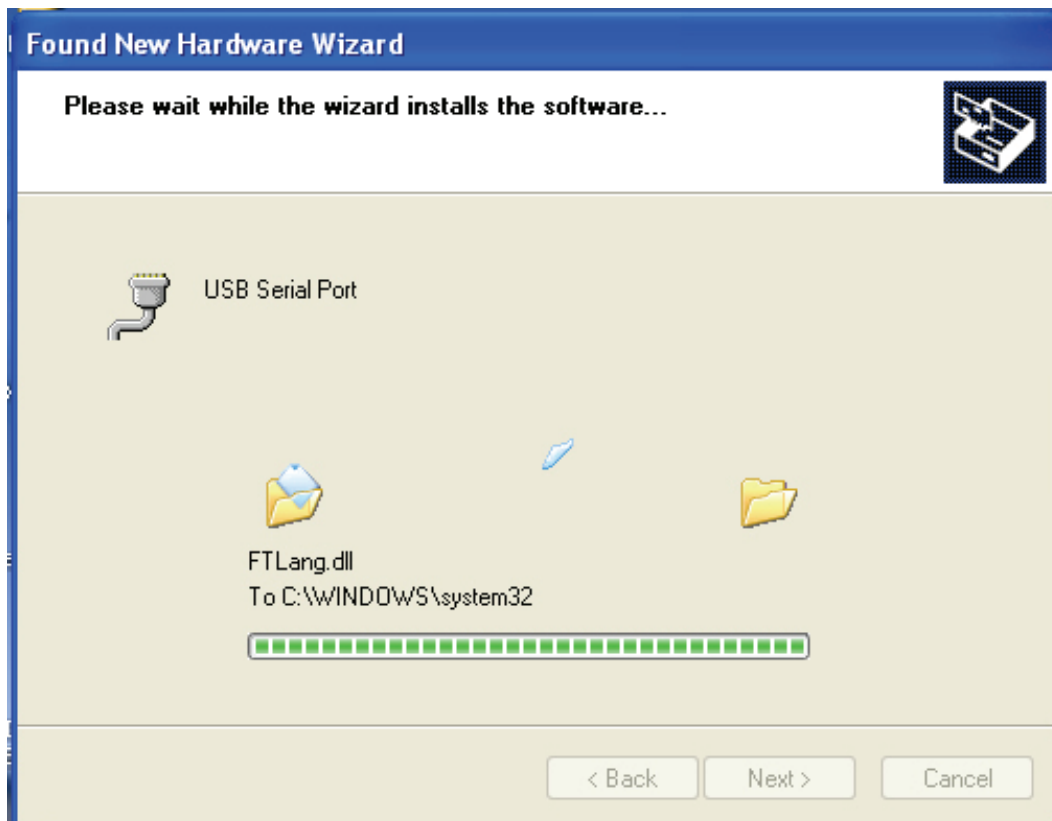 Found New Hardware Wizard
Please wait while the wizard installs the software...
USB Serial Port
FTLang.dll
To C:\WINDOWS\system32
< Back
Next >
Cancel